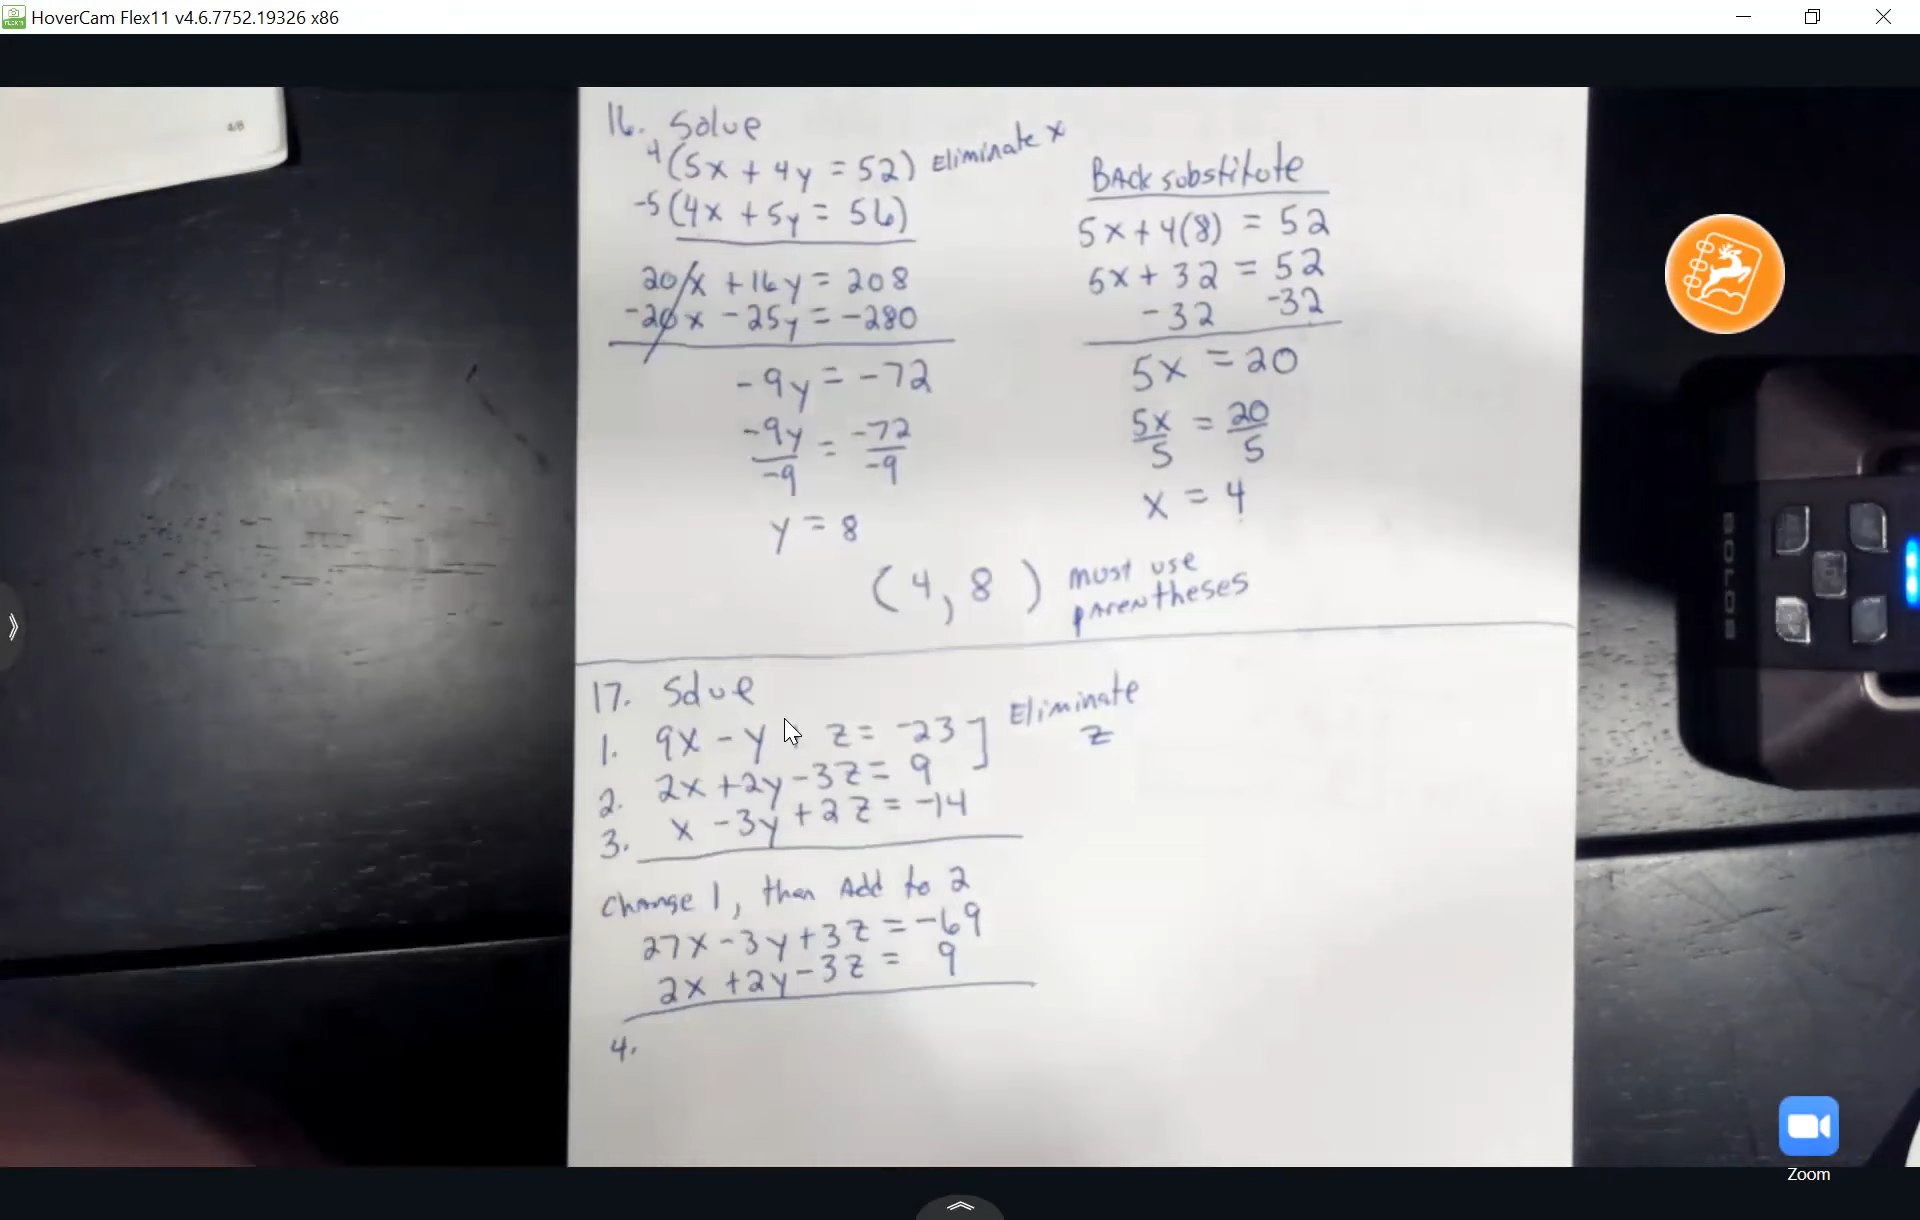 HoverCam Flex11 v4.6.7752.19326 x86
4/8
16. Solve
4(5x + 4y = 52) Eliminate x
-5(4x + 5y = 56)
20x + 16y = 208
-20x - 25y = -280
-9y = -72
-9y/-9 = -72/-9
y = 8
Back substitute
5x + 4(8) = 52
5x + 32 = 52
-32 -32
5x = 20
5x/5 = 20/5
x = 4
(4, 8) must use
parentheses
17. Solve
1. 9x - y z = -23] Eliminate
z
2. 2x + 2y - 3z = 9
3. x - 3y + 2z = -14
Change 1, then Add to 2
27x - 3y + 3z = -69
2x + 2y - 3z = 9
4.
SOLO8
Zoom